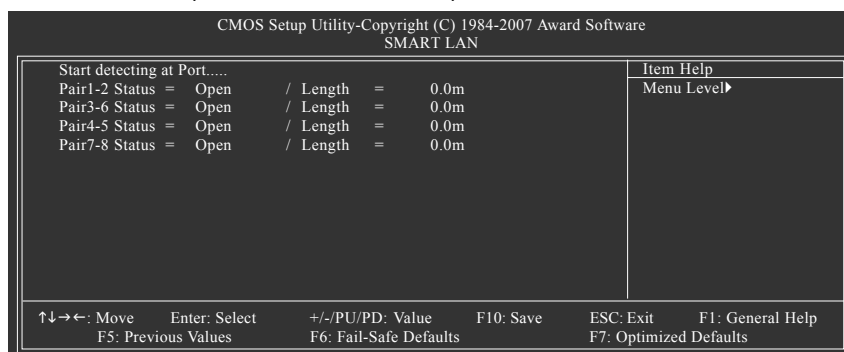 CMOS Setup Utility-Copyright (C) 1984-2007 Award Software
SMART LAN
Start detecting at Port.....
Pair1-2 Status = Open / Length = 0.0m
Pair3-6 Status = Open / Length = 0.0m
Pair4-5 Status = Open / Length = 0.0m
Pair7-8 Status = Open / Length = 0.0m
Item Help
Menu Level▶
↑↓→←: Move Enter: Select +/-/PU/PD: Value F10: Save ESC: Exit F1: General Help
F5: Previous Values F6: Fail-Safe Defaults F7: Optimized Defaults